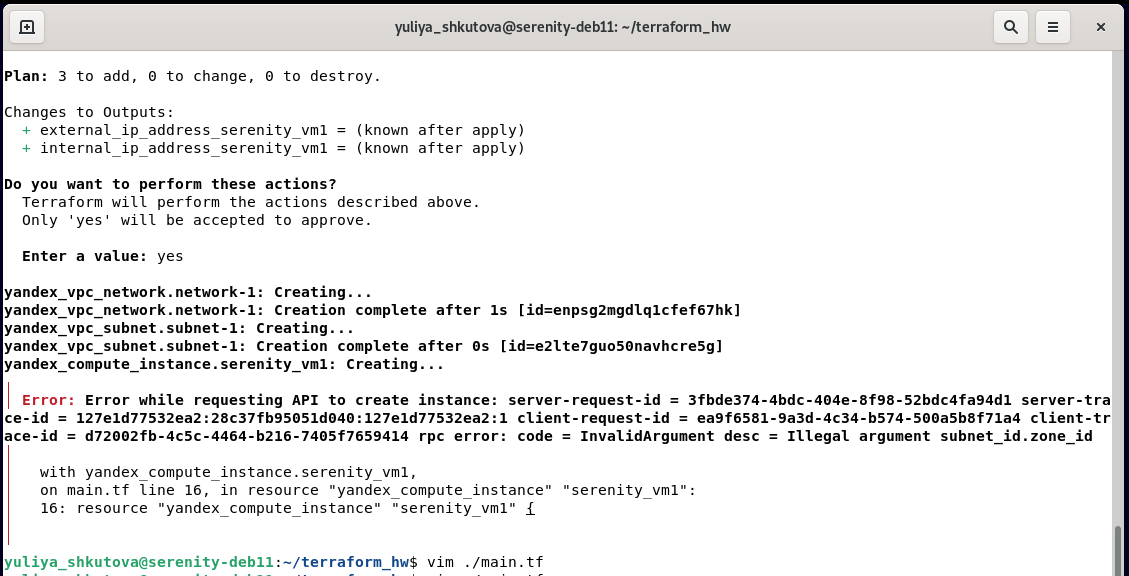 yuliya_shkutova@serenity-deb11: ~/terraform_hw
Plan: 3 to add, 0 to change, 0 to destroy.
Changes to Outputs:
+ external_ip_address_serenity_vm1 = (known after apply)
+ internal_ip_address_serenity_vm1 = (known after apply)
Do you want to perform these actions?
Terraform will perform the actions described above.
Only 'yes' will be accepted to approve.
Enter a value: yes
yandex_vpc_network.network-1: Creating...
yandex_vpc_network.network-1: Creation complete after 1s [id=enpsg2mgdlq1cfef67hk]
yandex_vpc_subnet.subnet-1: Creating...
yandex_vpc_subnet.subnet-1: Creation complete after 0s [id=e2lte7guo50navhcre5g]
yandex_compute_instance.serenity_vm1: Creating...
Error: Error while requesting API to create instance: server-request-id = 3fbde374-4bdc-404e-8f98-52bdc4fa94d1 server-tra
ce-id = 127e1d77532ea2:28c37fb95051d040:127e1d77532ea2:1 client-request-id = ea9f6581-9a3d-4c34-b574-500a5b8f71a4 client-tr
ace-id = d72002fb-4c5c-4464-b216-7405f7659414 rpc error: code = InvalidArgument desc = Illegal argument subnet_id.zone_id
with yandex_compute_instance.serenity_vm1,
on main.tf line 16, in resource "yandex_compute_instance" "serenity_vm1":
16: resource "yandex_compute_instance" "serenity_vm1" {
yuliya_shkutova@serenity-deb11:~/terraform_hw$ vim ./main.tf